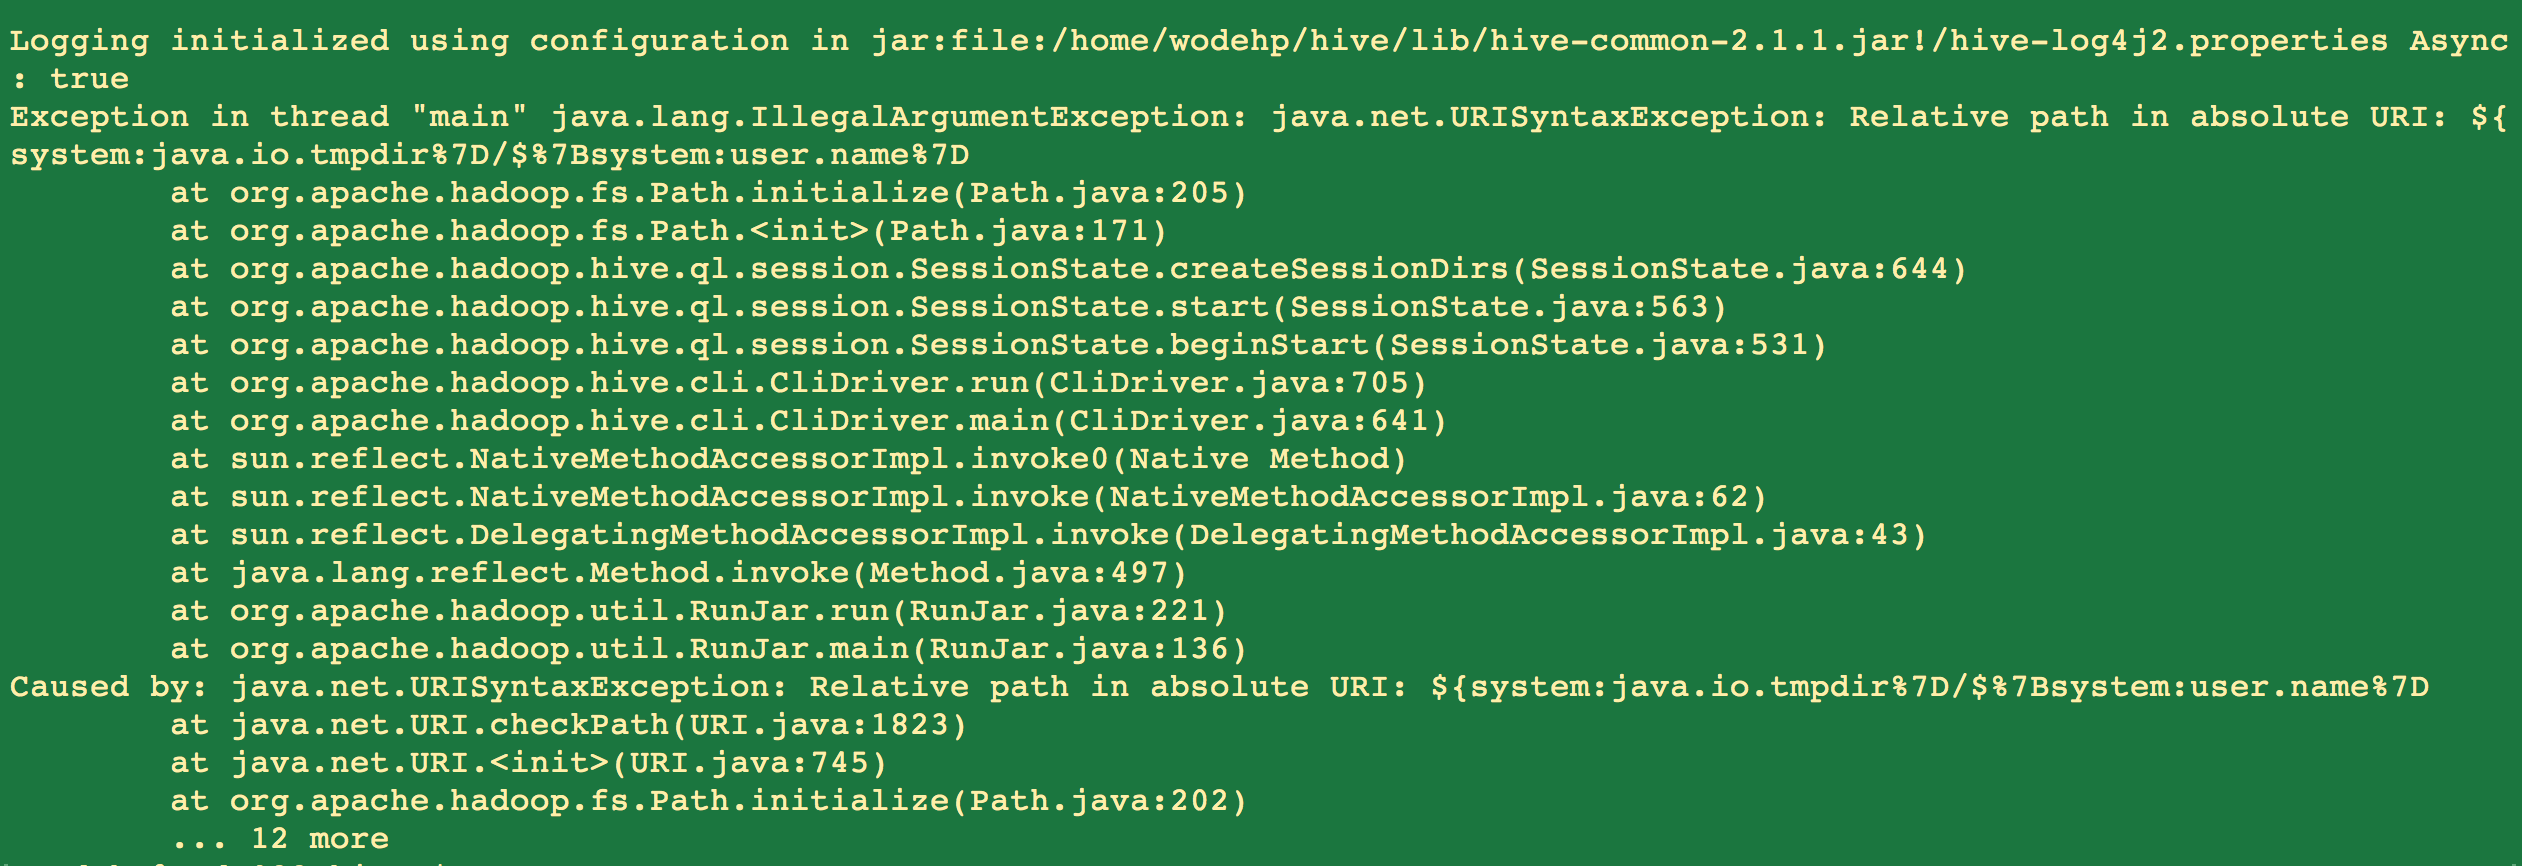 Logging initialized using configuration in jar:file:/home/wodehp/hive/lib/hive-common-2.1.1.jar!/hive-log4j2.properties Async
: true
Exception in thread "main" java.lang.IllegalArgumentException: java.net.URISyntaxException: Relative path in absolute URI: ${
system:java.io.tmpdir%7D/$%7Bsystem:user.name%7D
at org.apache.hadoop.fs.Path.initialize(Path.java:205)
at org.apache.hadoop.fs.Path.<init>(Path.java:171)
at org.apache.hadoop.hive.ql.session.SessionState.createSessionDirs(SessionState.java:644)
at org.apache.hadoop.hive.ql.session.SessionState.start(SessionState.java:563)
at org.apache.hadoop.hive.ql.session.SessionState.beginStart(SessionState.java:531)
at org.apache.hadoop.hive.cli.CliDriver.run(CliDriver.java:705)
at org.apache.hadoop.hive.cli.CliDriver.main(CliDriver.java:641)
at sun.reflect.NativeMethodAccessorImpl.invoke0(Native Method)
at sun.reflect.NativeMethodAccessorImpl.invoke(NativeMethodAccessorImpl.java:62)
at sun.reflect.DelegatingMethodAccessorImpl.invoke(DelegatingMethodAccessorImpl.java:43)
at java.lang.reflect.Method.invoke(Method.java:497)
at org.apache.hadoop.util.RunJar.run(RunJar.java:221)
at org.apache.hadoop.util.RunJar.main(RunJar.java:136)
Caused by: java.net.URISyntaxException: Relative path in absolute URI: ${system:java.io.tmpdir%7D/$%7Bsystem:user.name%7D
at java.net.URI.checkPath(URI.java:1823)
at java.net.URI.<init>(URI.java:745)
at org.apache.hadoop.fs.Path.initialize(Path.java:202)
... 12 more